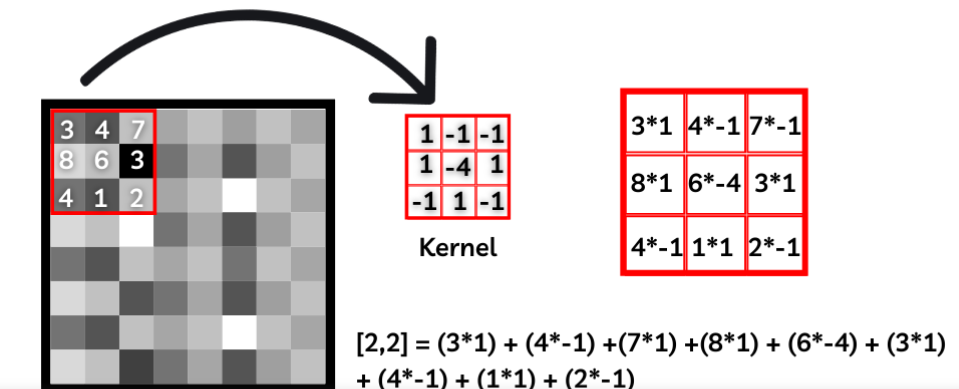 3 4 7
8 6 3
4 1 2
1 -1 -1
1 -4 1
-1 1 -1
Kernel
3*1 4*-1 7*-1
8*1 6*-4 3*1
4*-1 1*1 2*-1
[2,2] = (3*1) + (4*-1) +(7*1) +(8*1) + (6*-4) + (3*1)
+ (4*-1) + (1*1) + (2*-1)